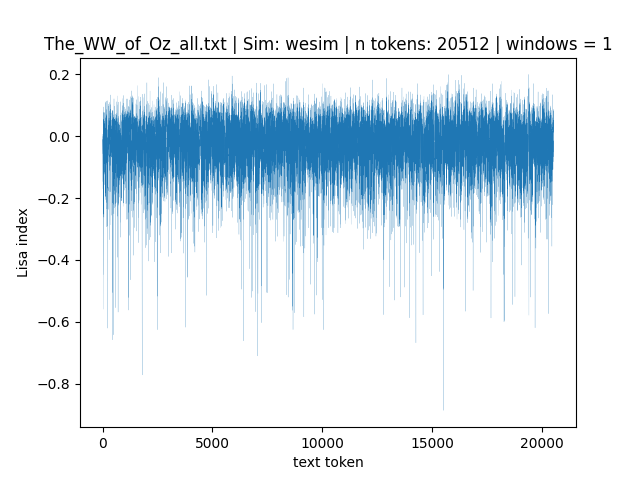 The_WW_of_Oz_all.txt | Sim: wesim | n tokens: 20512 | windows = 1
0.2
0.0
−0.2
−0.4
−0.6
−0.8
Lisa index
0 5000 10000 15000 20000
text token